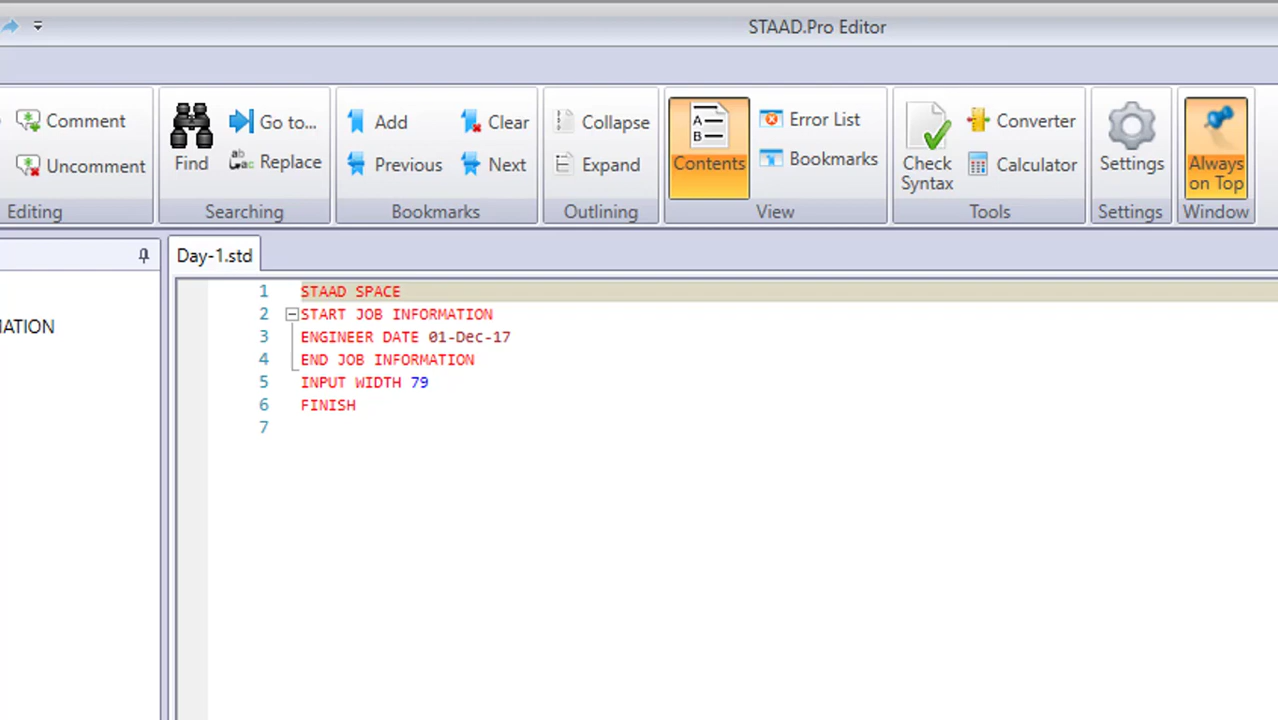 STAAD.Pro Editor
Comment
Uncomment
Editing
Find
Go to...
Replace
Searching
Add
Clear
Previous
Next
Bookmarks
Collapse
Expand
Outlining
Contents
Error List
Bookmarks
View
Check
Syntax
Converter
Calculator
Tools
Settings
Settings
Always
on Top
Window
MATION
Day-1.std
1 STAAD SPACE
2 START JOB INFORMATION
3 ENGINEER DATE 01-Dec-17
4 END JOB INFORMATION
5 INPUT WIDTH 79
6 FINISH
7